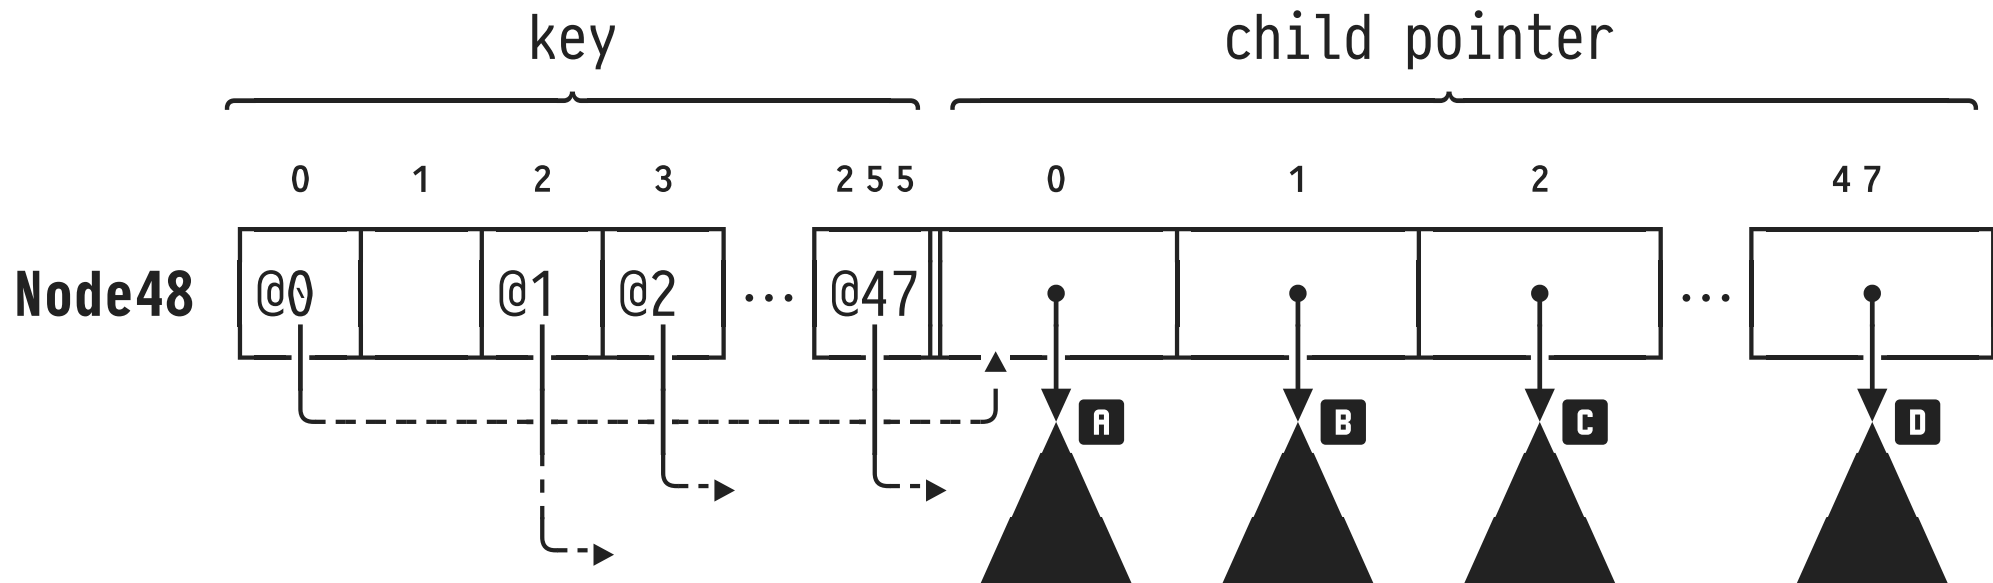 key child pointer
0 1 2 3 255 0 1 2 47
Node48 @0 @1 @2 ... @47 ...
A B C D